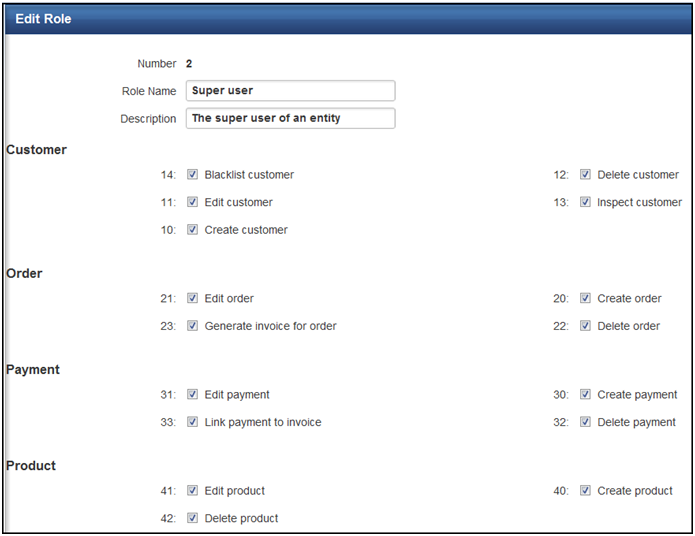 Edit Role
Number 2
Role Name Super user
Description The super user of an entity
Customer
14: Blacklist customer 12: Delete customer
11: Edit customer 13: Inspect customer
10: Create customer
Order
21: Edit order 20: Create order
23: Generate invoice for order 22: Delete order
Payment
31: Edit payment 30: Create payment
33: Link payment to invoice 32: Delete payment
Product
41: Edit product 40: Create product
42: Delete product